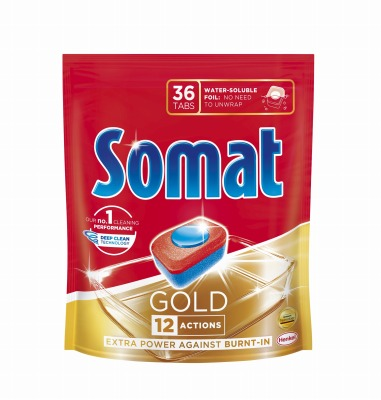 36
TABS
WATER-SOLUBLE
FOIL: NO NEED
TO UNWRAP
Somat
OUR no.1 CLEANING
PERFORMANCE
DEEP CLEAN
TECHNOLOGY
GOLD
12 ACTIONS
EXTRA POWER AGAINST BURNT-IN
Henkel